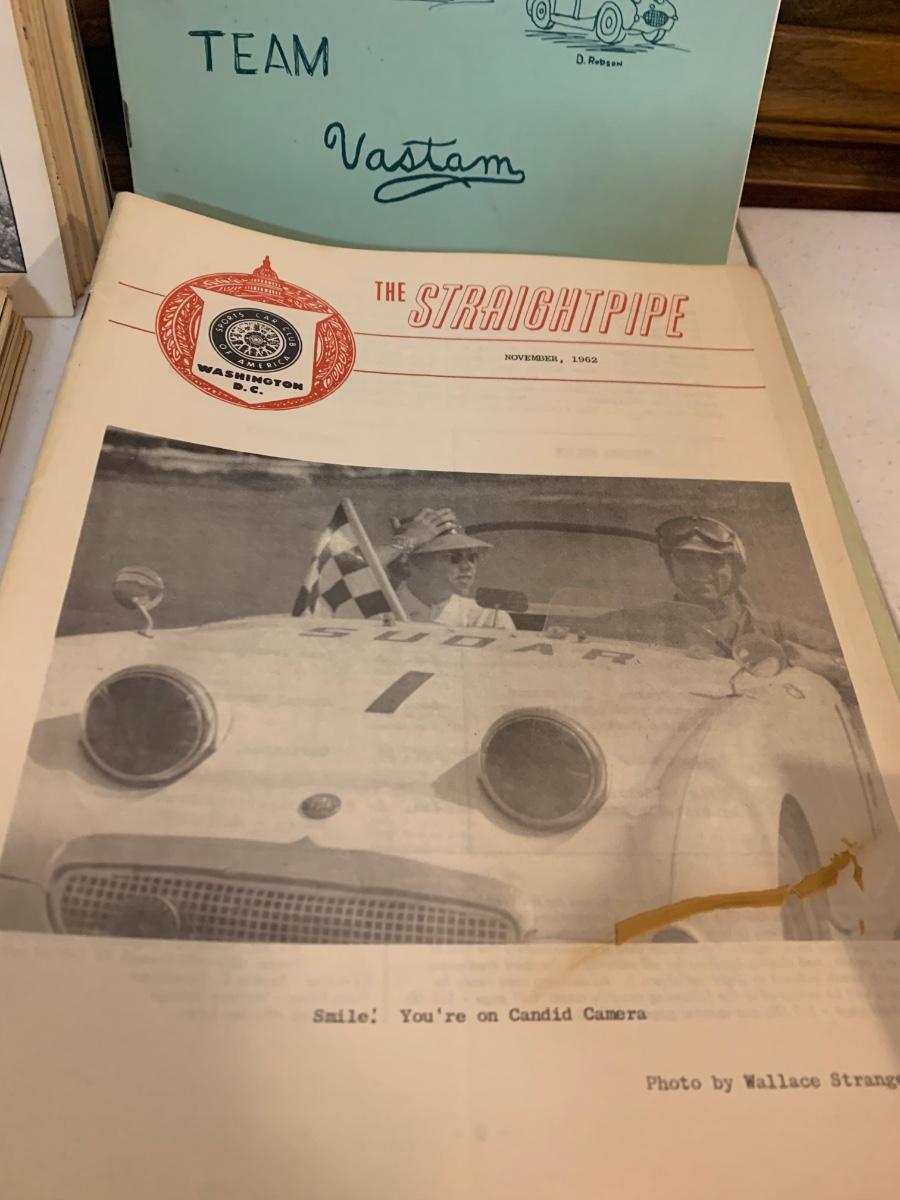 TEAM
D. Robson
Vastam
THE STRAIGHTPIPE
NOVEMBER, 1962
SPORTS CAR CLUB
OF AMERICA
WASHINGTON
D.C.
SUDAR
1
Smile! You're on Candid Camera
Photo by Wallace